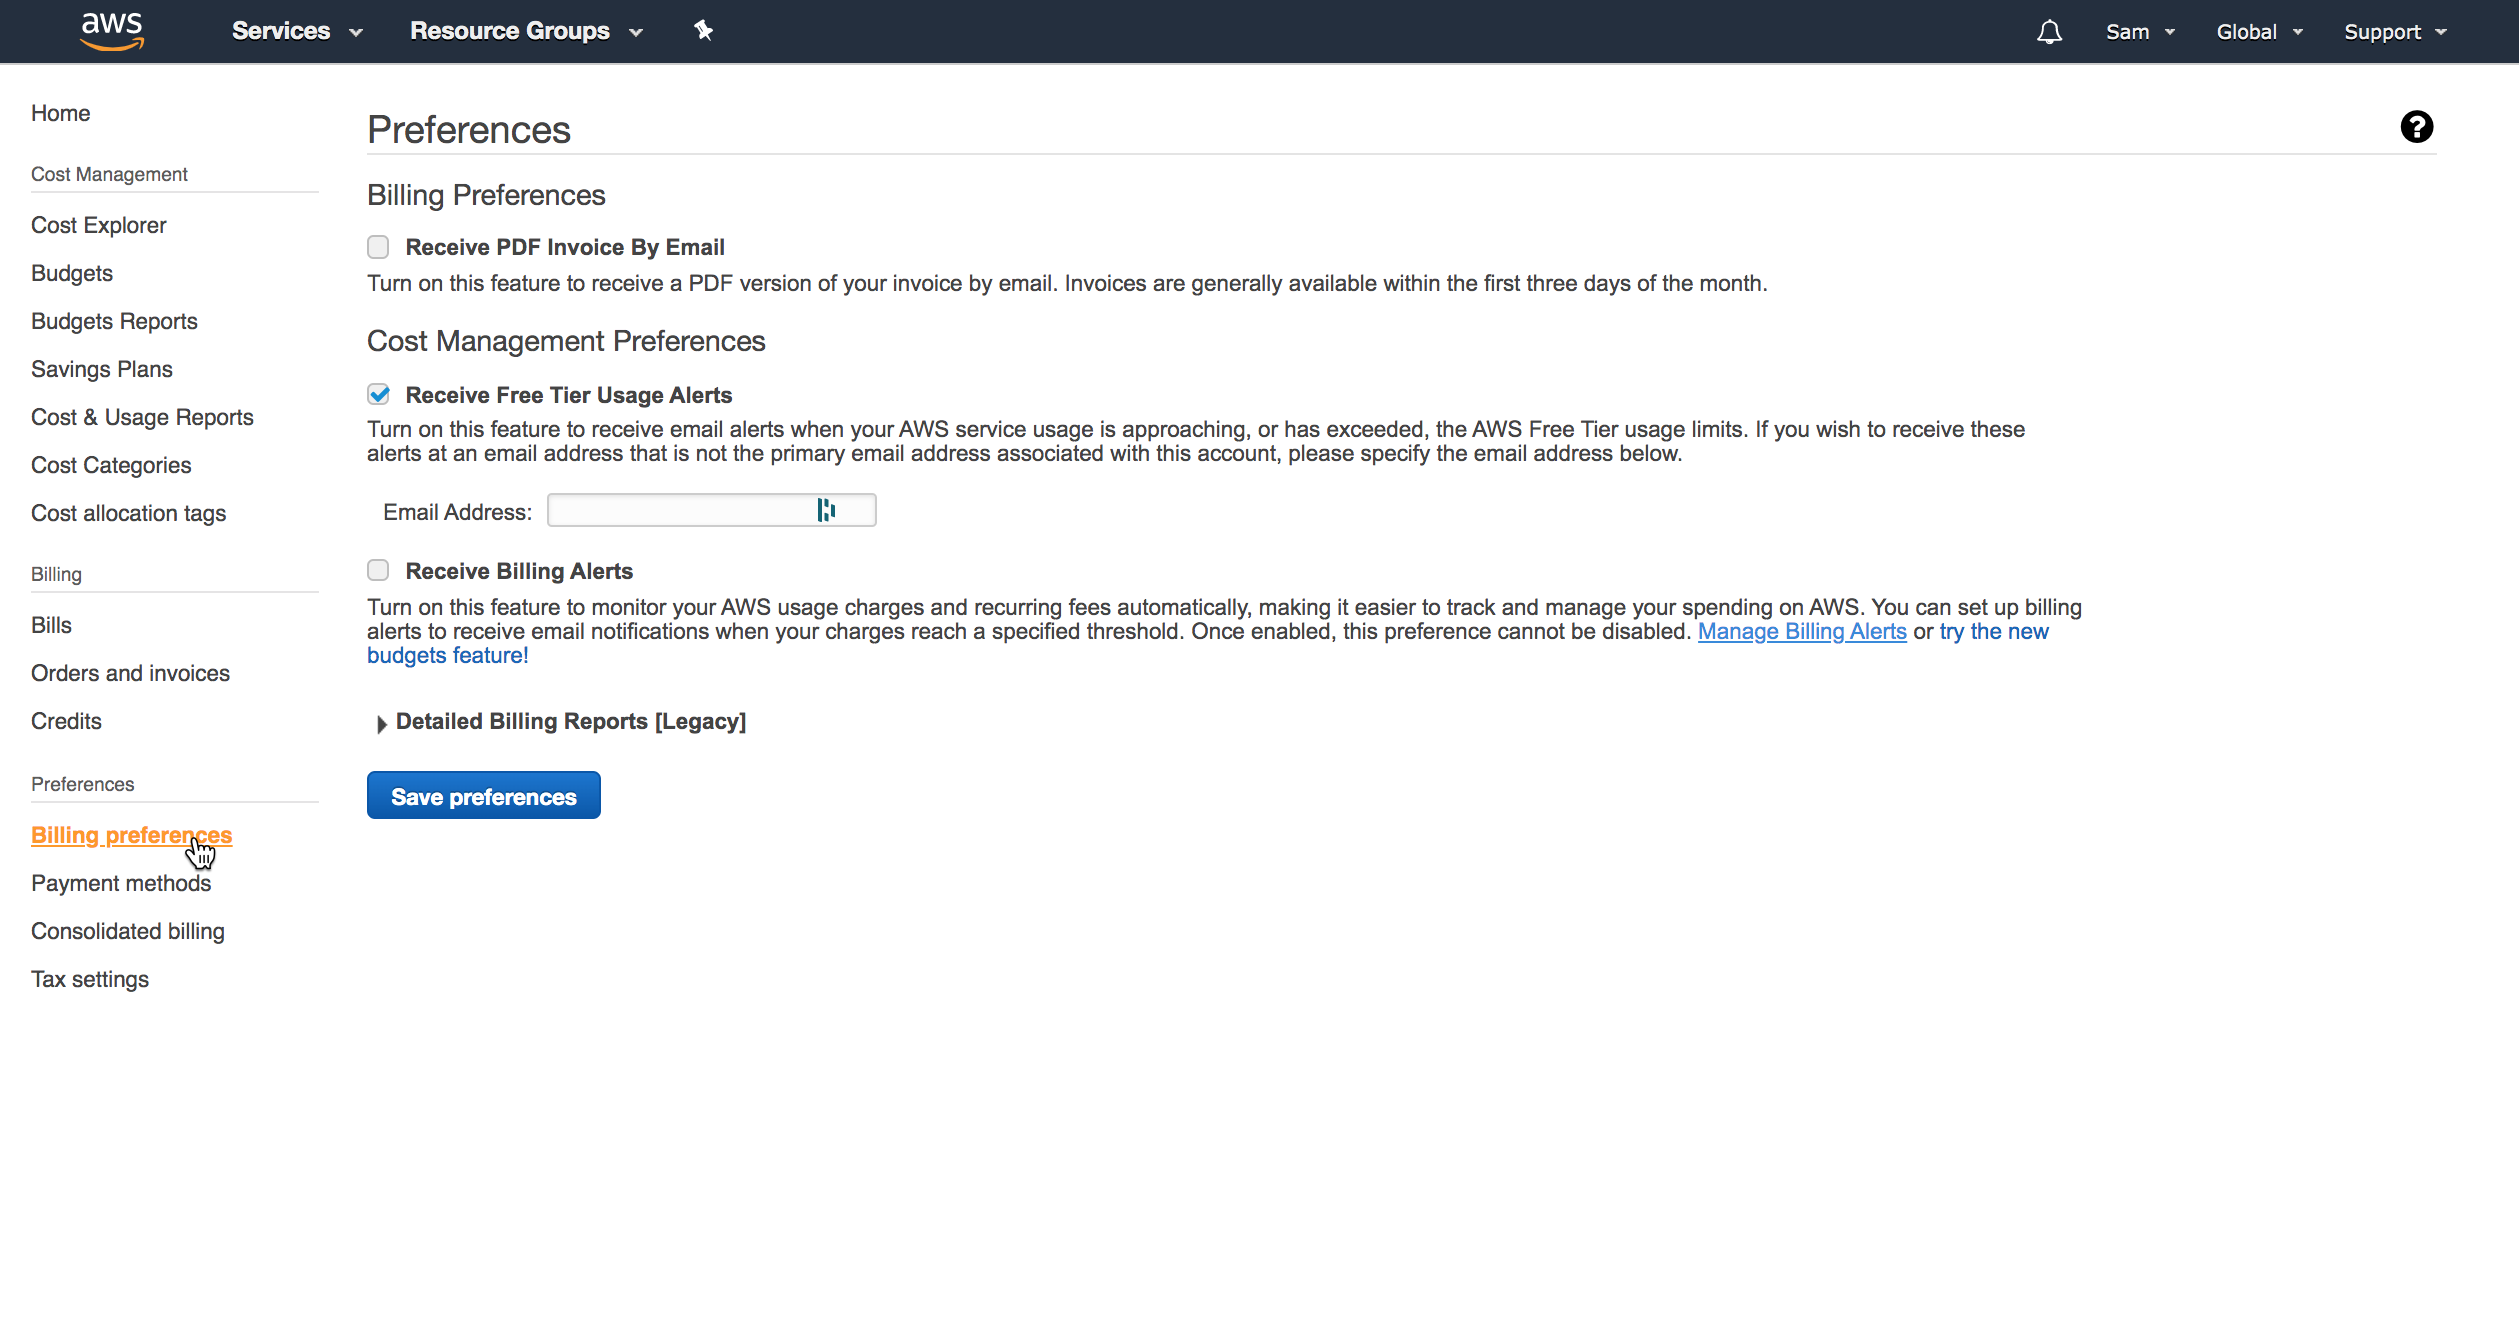 aws Services Resource Groups Sam Global Support
Home
Cost Management
Cost Explorer
Budgets
Budgets Reports
Savings Plans
Cost & Usage Reports
Cost Categories
Cost allocation tags
Billing
Bills
Orders and invoices
Credits
Preferences
Billing preferences
Payment methods
Consolidated billing
Tax settings
Preferences
?
Billing Preferences
Receive PDF Invoice By Email
Turn on this feature to receive a PDF version of your invoice by email. Invoices are generally available within the first three days of the month.
Cost Management Preferences
Receive Free Tier Usage Alerts
Turn on this feature to receive email alerts when your AWS service usage is approaching, or has exceeded, the AWS Free Tier usage limits. If you wish to receive these
alerts at an email address that is not the primary email address associated with this account, please specify the email address below.
Email Address:
Receive Billing Alerts
Turn on this feature to monitor your AWS usage charges and recurring fees automatically, making it easier to track and manage your spending on AWS. You can set up billing
alerts to receive email notifications when your charges reach a specified threshold. Once enabled, this preference cannot be disabled. Manage Billing Alerts or try the new
budgets feature!
Detailed Billing Reports [Legacy]
Save preferences